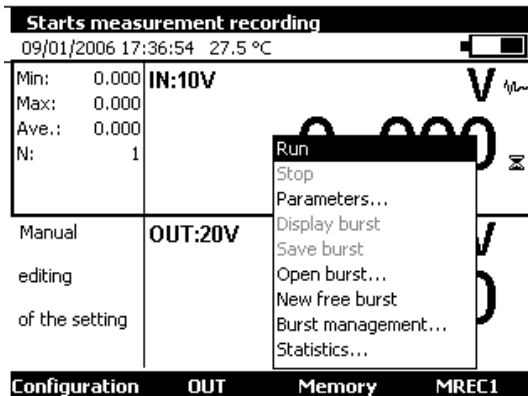 Starts measurement recording
09/01/2006 17:36:54 27.5 °C
Min: 0.000
Max: 0.000
Ave.: 0.000
N: 1
IN:10V
V
Run
Stop
Parameters...
Display burst
Save burst
Open burst...
New free burst
Burst management...
Statistics...
Manual
editing
of the setting
OUT:20V
Configuration OUT Memory MREC1